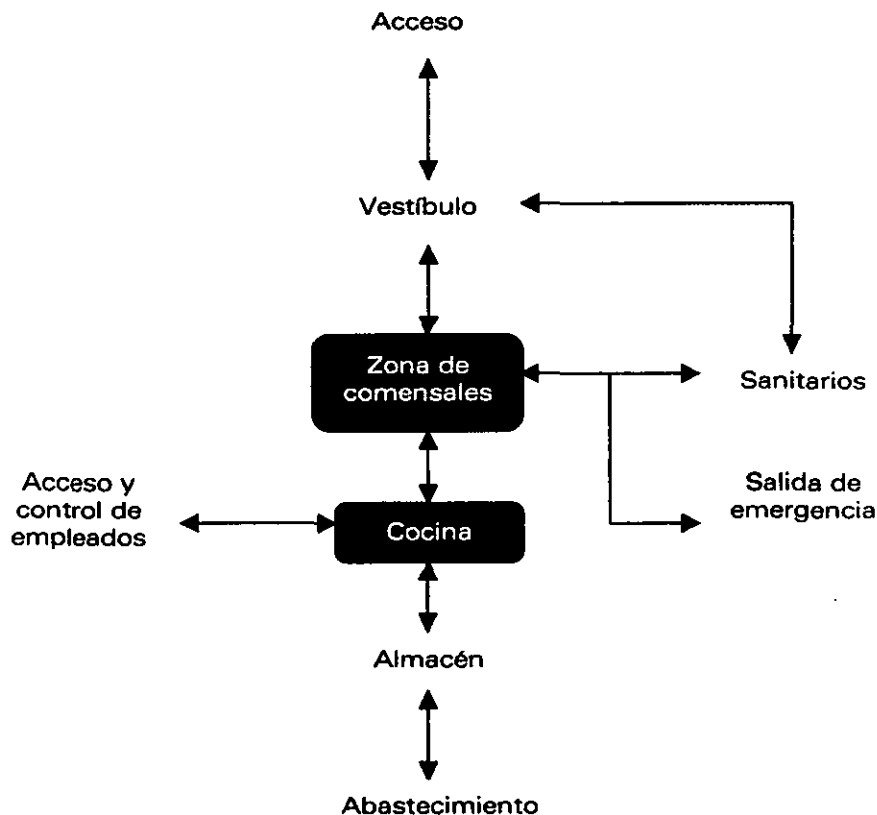 Acceso
Vestíbulo
Zona de
comensales
Sanitarios
Acceso y
control de
empleados
Cocina
Salida de
emergencia
Almacén
Abastecimiento